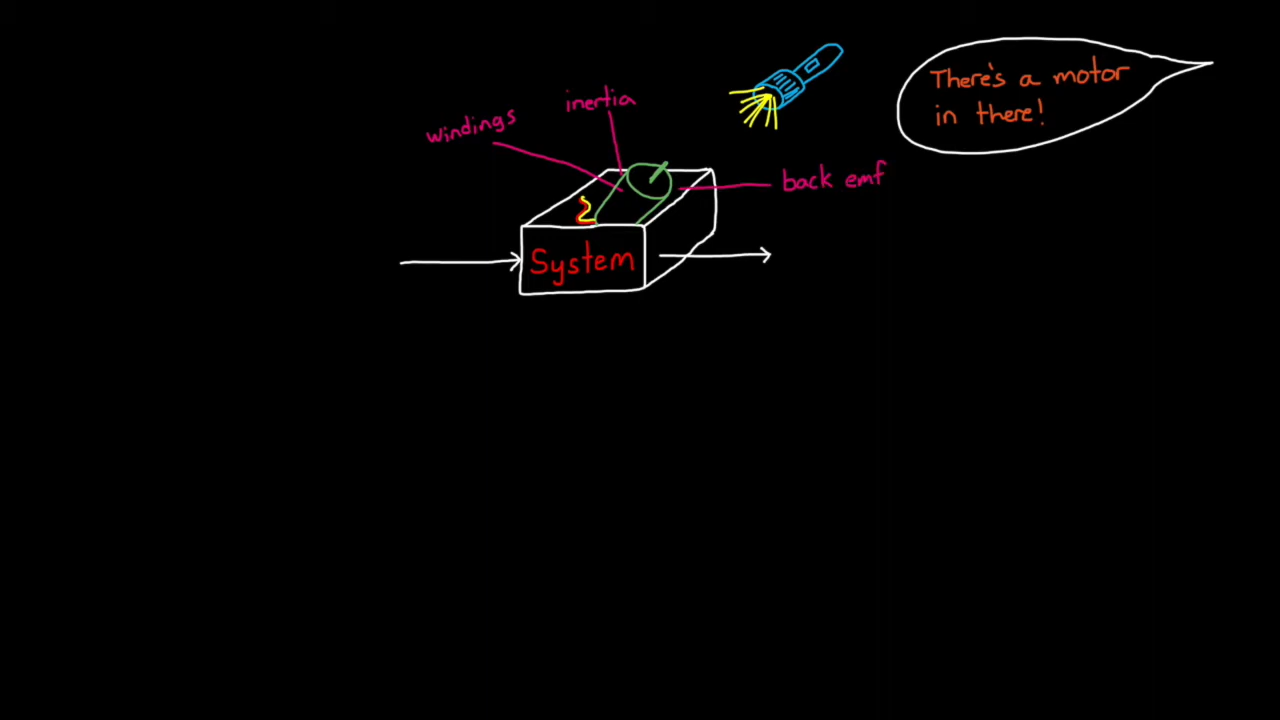 There's a motor
in there!
inertia
windings
back emf
System